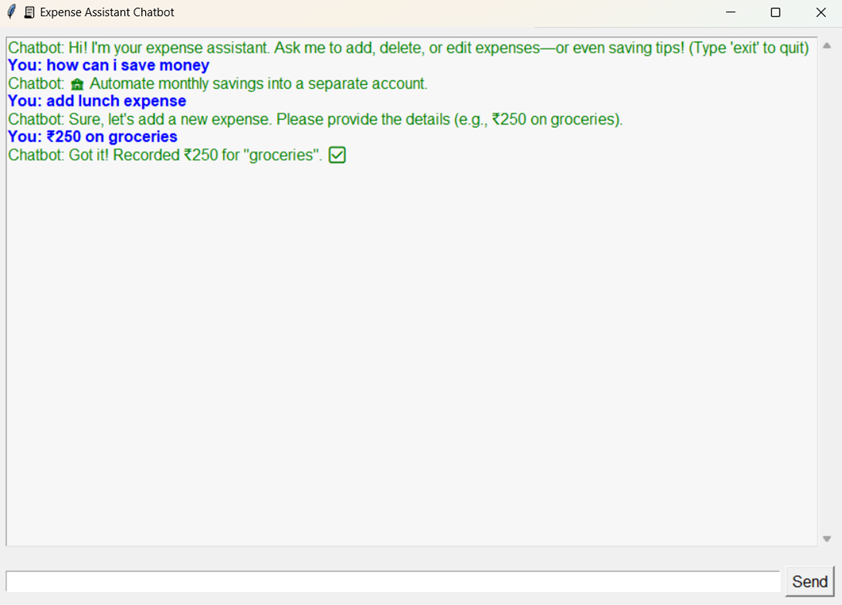 Expense Assistant Chatbot
Chatbot: Hi! I'm your expense assistant. Ask me to add, delete, or edit expenses—or even saving tips! (Type 'exit' to quit)
You: how can i save money
Chatbot: 🏦 Automate monthly savings into a separate account.
You: add lunch expense
Chatbot: Sure, let's add a new expense. Please provide the details (e.g., ₹250 on groceries).
You: ₹250 on groceries
Chatbot: Got it! Recorded ₹250 for "groceries". ✅
Send